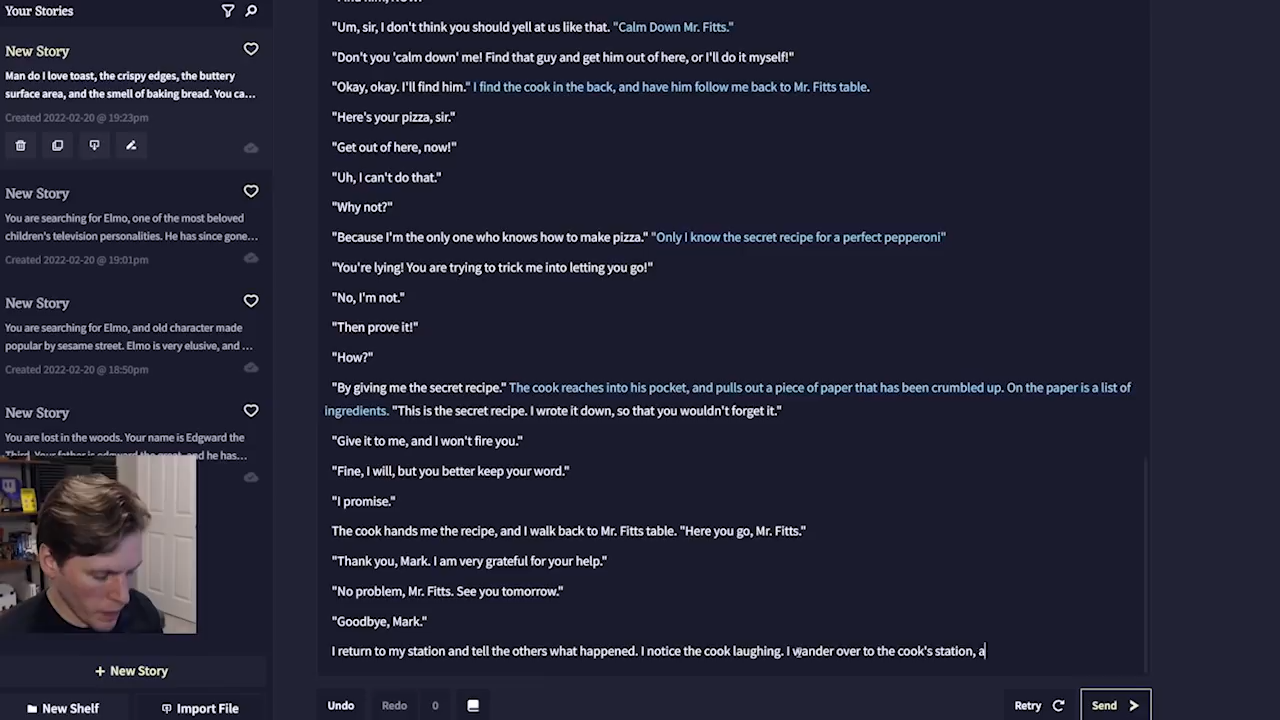 Your Stories
New Story
Man do I love toast, the crispy edges, the buttery
surface area, and the smell of baking bread. You ca...
Created 2022-02-20 @ 19:23pm
New Story
You are searching for Elmo, one of the most beloved
children's television personalities. He has since gone...
Created 2022-02-20 @ 19:01pm
New Story
You are searching for Elmo, and old character made
popular by sesame street. Elmo is very elusive, and ...
Created 2022-02-20 @ 18:50pm
New Story
You are lost in the woods. Your name is Edgward the
Third. Your father is edgward the great, and he has...
+ New Story
New Shelf
Import File
"Um, sir, I don't think you should yell at us like that. "Calm Down Mr. Fitts."
"Don't you 'calm down' me! Find that guy and get him out of here, or I'll do it myself!"
"Okay, okay. I'll find him." I find the cook in the back, and have him follow me back to Mr. Fitts table.
"Here's your pizza, sir."
"Get out of here, now!"
"Uh, I can't do that."
"Why not?"
"Because I'm the only one who knows how to make pizza." "Only I know the secret recipe for a perfect pepperoni"
"You're lying! You are trying to trick me into letting you go!"
"No, I'm not."
"Then prove it!"
"How?"
"By giving me the secret recipe." The cook reaches into his pocket, and pulls out a piece of paper that has been crumbled up. On the paper is a list of
ingredients. "This is the secret recipe. I wrote it down, so that you wouldn't forget it."
"Give it to me, and I won't fire you."
"Fine, I will, but you better keep your word."
"I promise."
The cook hands me the recipe, and I walk back to Mr. Fitts table. "Here you go, Mr. Fitts."
"Thank you, Mark. I am very grateful for your help."
"No problem, Mr. Fitts. See you tomorrow."
"Goodbye, Mark."
I return to my station and tell the others what happened. I notice the cook laughing. I wander over to the cook's station, a
Undo
Redo
0
Retry
Send